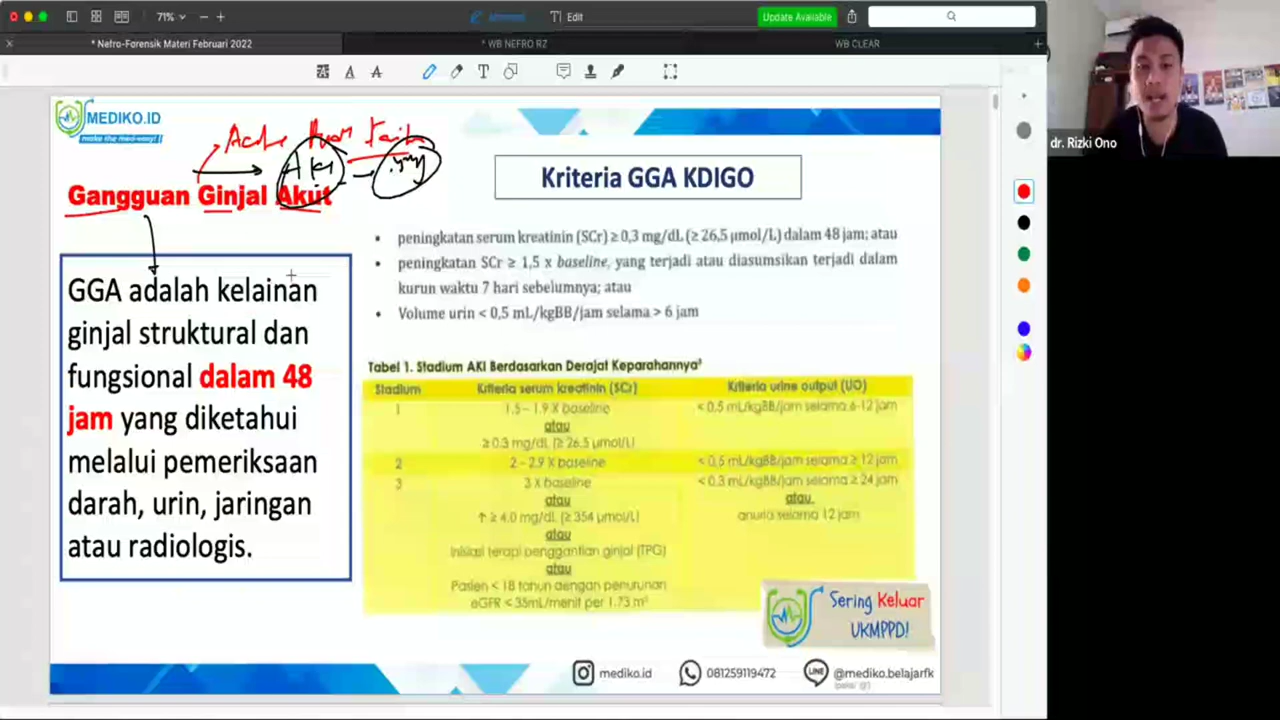 71%
Edit
Update Available
* Nefro-Forensik Materi Februari 2022
* WB NEFRO RZ
WB CLEAR
dr. Rizki Ono
MEDIKO.ID
AKI
Gangguan Ginjal Akut
Kriteria GGA KDIGO
• peningkatan serum kreatinin (SCr) ≥ 0,3 mg/dL (≥ 26,5 µmol/L) dalam 48 jam; atau
• peningkatan SCr ≥ 1,5 x baseline, yang terjadi atau diasumsikan terjadi dalam
kurun waktu 7 hari sebelumnya; atau
• Volume urin < 0,5 mL/kgBB/jam selama > 6 jam
GGA adalah kelainan
ginjal struktural dan
fungsional dalam 48
jam yang diketahui
melalui pemeriksaan
darah, urin, jaringan
atau radiologis.
Tabel 1. Stadium AKI Berdasarkan Derajat Keparahannya
Stadium Kriteria serum kreatinin (SCr) Kriteria urine output (UO)
1 1.5 – 1.9 X baseline < 0.5 mL/kgBB/jam selama 6-12 jam
atau
≥ 0.3 mg/dL (≥ 26.5 µmol/L)
2 2 – 2.9 X baseline < 0.5 mL/kgBB/jam selama ≥ 12 jam
3 3 X baseline < 0.3 mL/kgBB/jam selama ≥ 24 jam
atau atau
↑ ≥ 4.0 mg/dL (≥ 354 µmol/L) anuria selama 12 jam
atau
Inisiasi terapi penggantian ginjal (TPG)
atau
Pasien < 18 tahun dengan penurunan
eGFR < 35mL/menit per 1.73 m²
Sering Keluar
UKMPPD!
mediko.id 081259119472 LINE @mediko.belajarfk